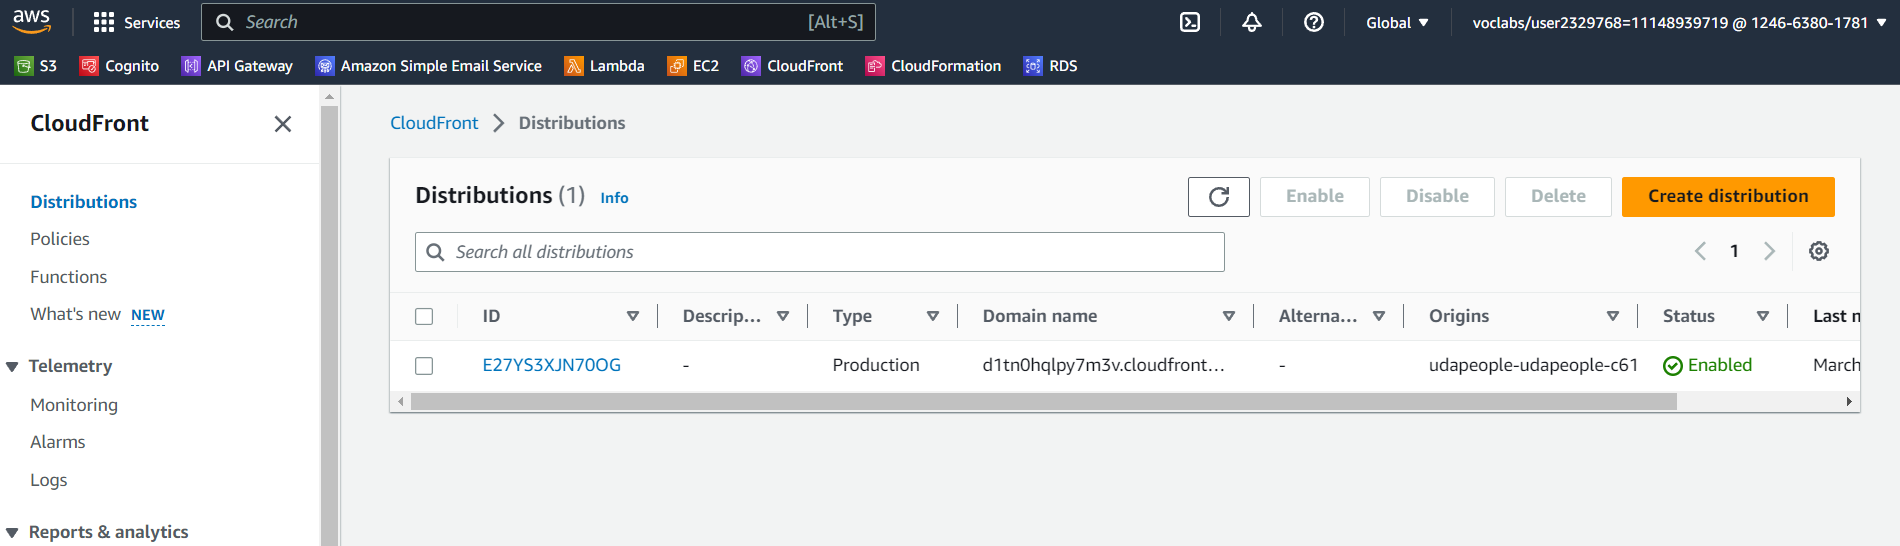 aws Services Search [Alt+S] Global voclabs/user2329768=11148939719 @ 1246-6380-1781
S3 Cognito API Gateway Amazon Simple Email Service Lambda EC2 CloudFront CloudFormation RDS
CloudFront
Distributions
Policies
Functions
What's new NEW
Telemetry
Monitoring
Alarms
Logs
Reports & analytics
CloudFront Distributions
Distributions (1) Info Enable Disable Delete Create distribution
Search all distributions 1
ID Descrip... Type Domain name Alterna... Origins Status Last m
E27YS3XJN70OG - Production d1tn0hqlpy7m3v.cloudfront... - udapeople-udapeople-c61 Enabled March